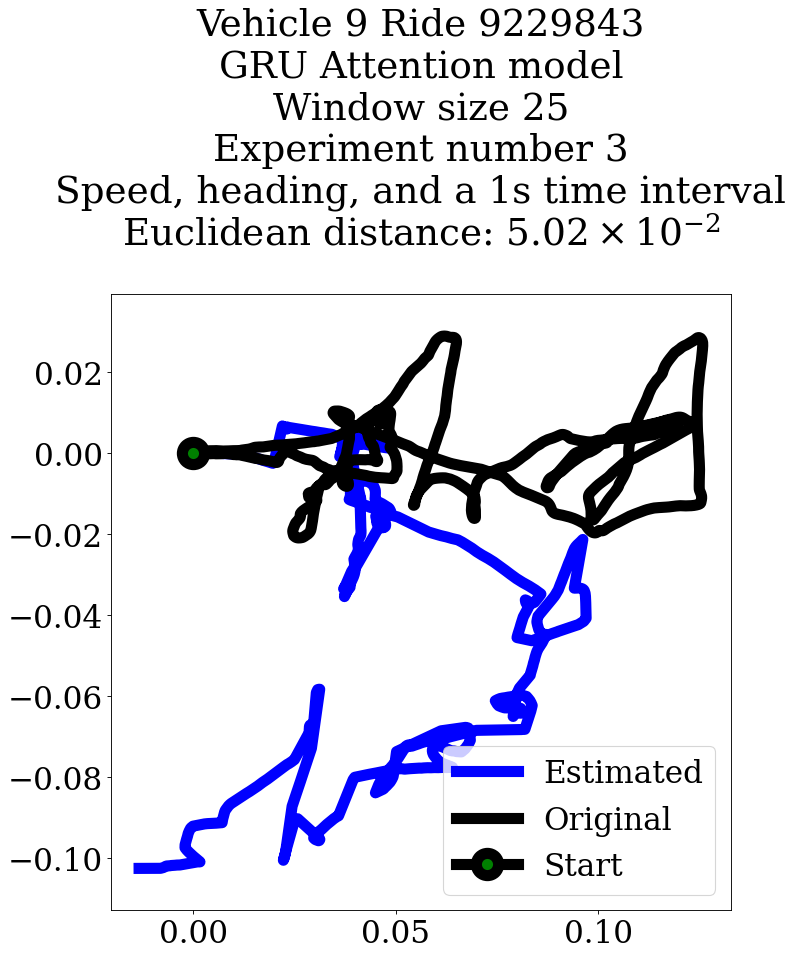 Vehicle 9 Ride 9229843
GRU Attention model
Window size 25
Experiment number 3
Speed, heading, and a 1s time interval
Euclidean distance: 5.02 × 10⁻²
0.02
0.00
−0.02
−0.04
−0.06
−0.08
−0.10
Estimated
Original
Start
0.00 0.05 0.10